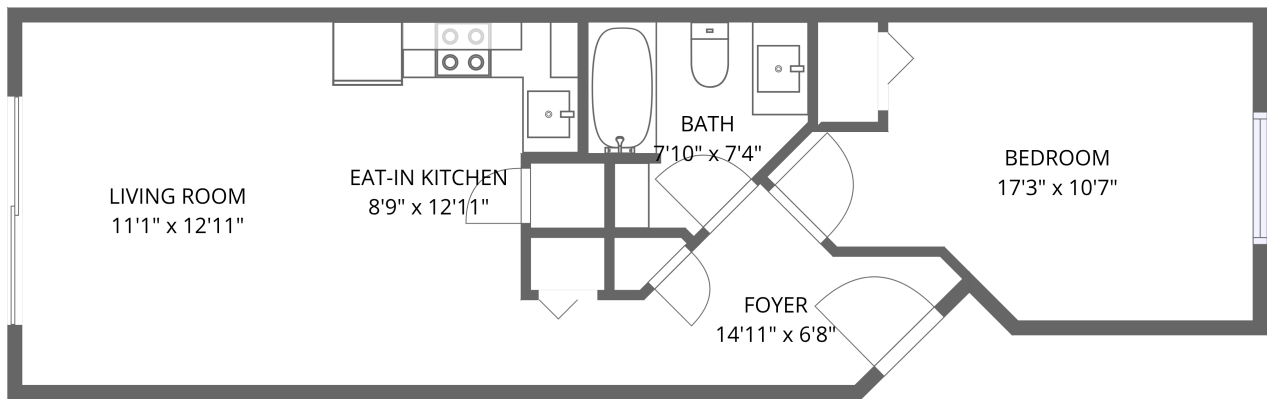 LIVING ROOM
11'1" x 12'11"
EAT-IN KITCHEN
8'9" x 12'11"
BATH
7'10" x 7'4"
BEDROOM
17'3" x 10'7"
FOYER
14'11" x 6'8"